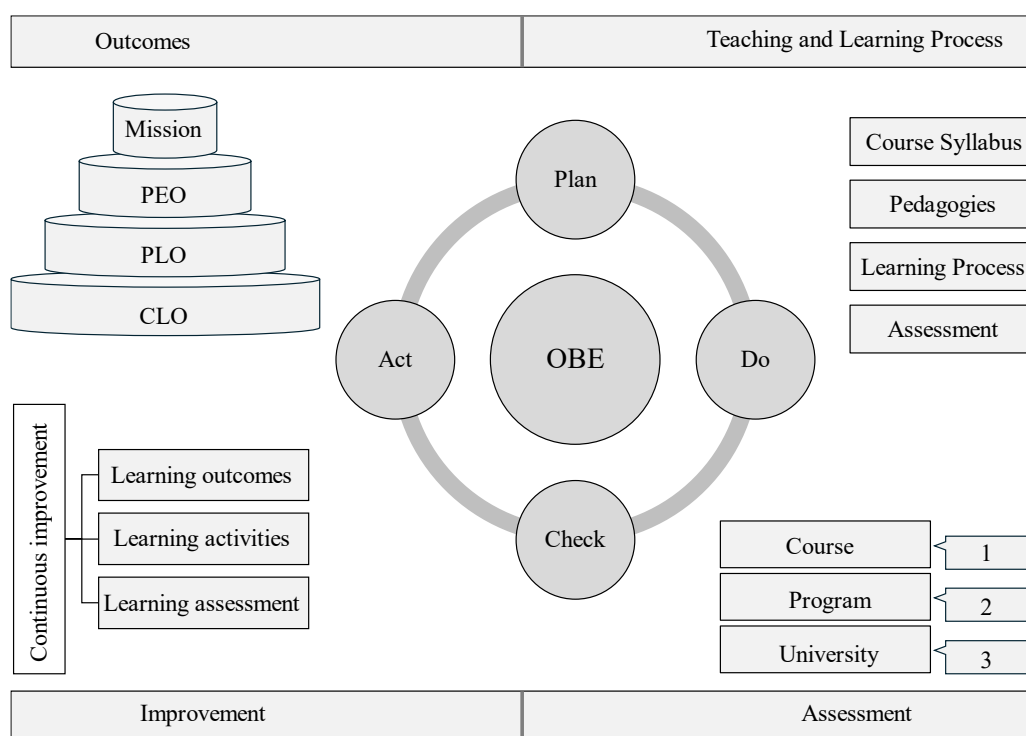 Outcomes
Teaching and Learning Process
Mission
PEO
PLO
CLO
Plan
Do
Check
Act
OBE
Course Syllabus
Pedagogies
Learning Process
Assessment
Continuous improvement
Learning outcomes
Learning activities
Learning assessment
Course
1
Program
2
University
3
Improvement
Assessment